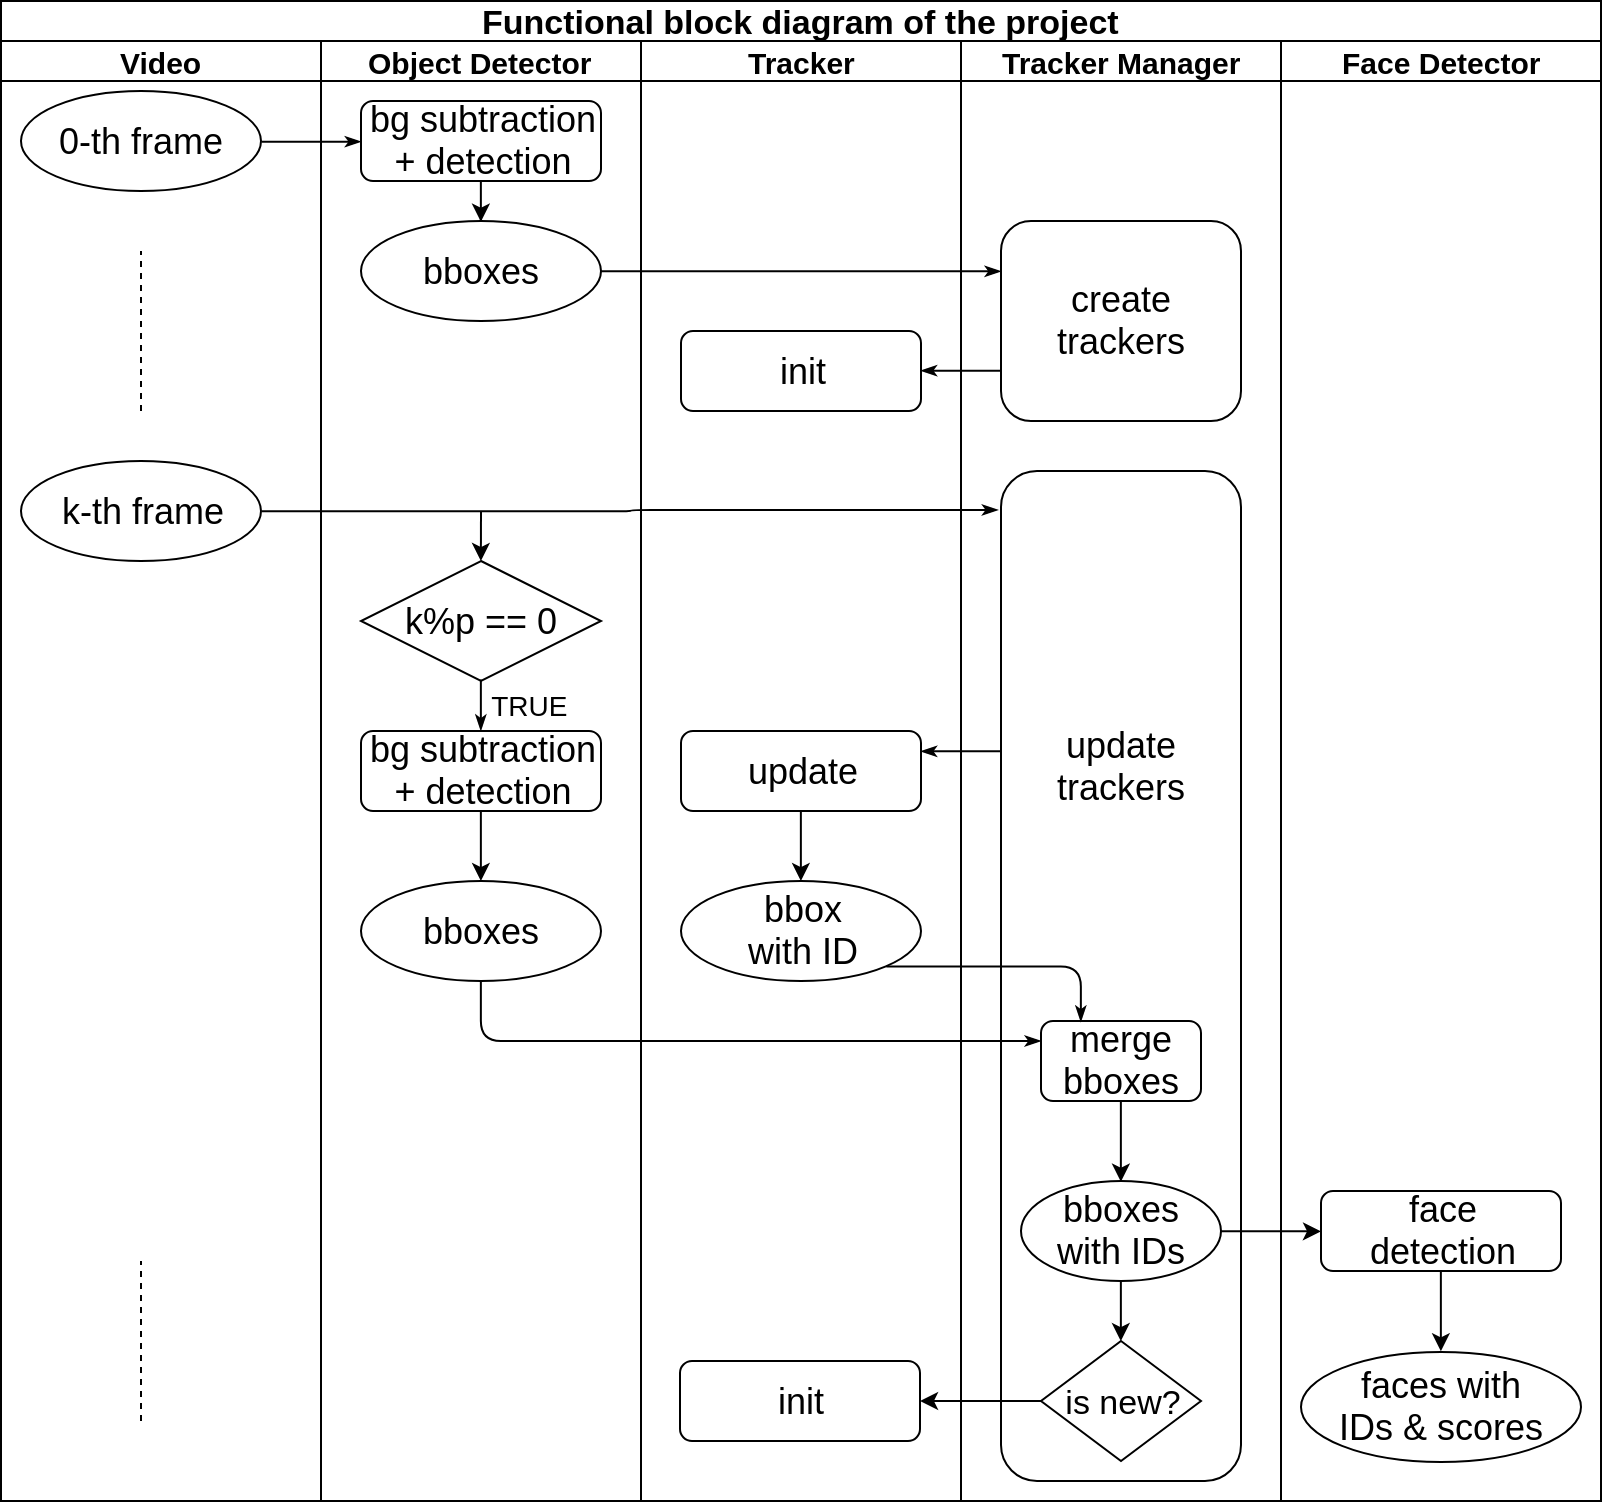 Functional block diagram of the project
Video
Object Detector
Tracker
Tracker Manager
Face Detector
0-th frame
bg subtraction
+ detection
bboxes
create
trackers
init
k-th frame
k%p == 0
TRUE
bg subtraction
+ detection
update
update
trackers
bboxes
bbox
with ID
merge
bboxes
bboxes
with IDs
face
detection
init
is new?
faces with
IDs & scores